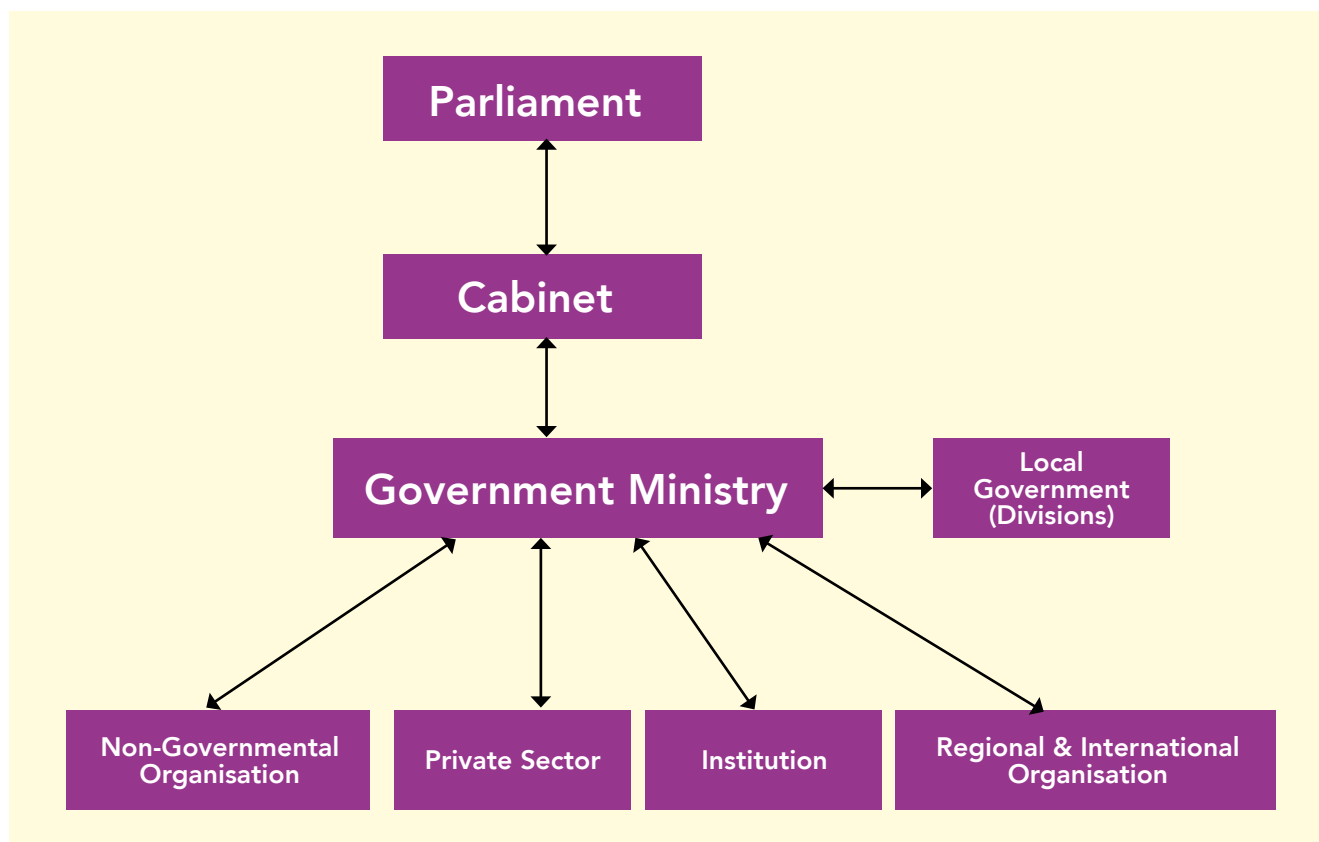 Parliament
Cabinet
Government Ministry
Local
Government
(Divisions)
Non-Governmental
Organisation
Private Sector
Institution
Regional & International
Organisation